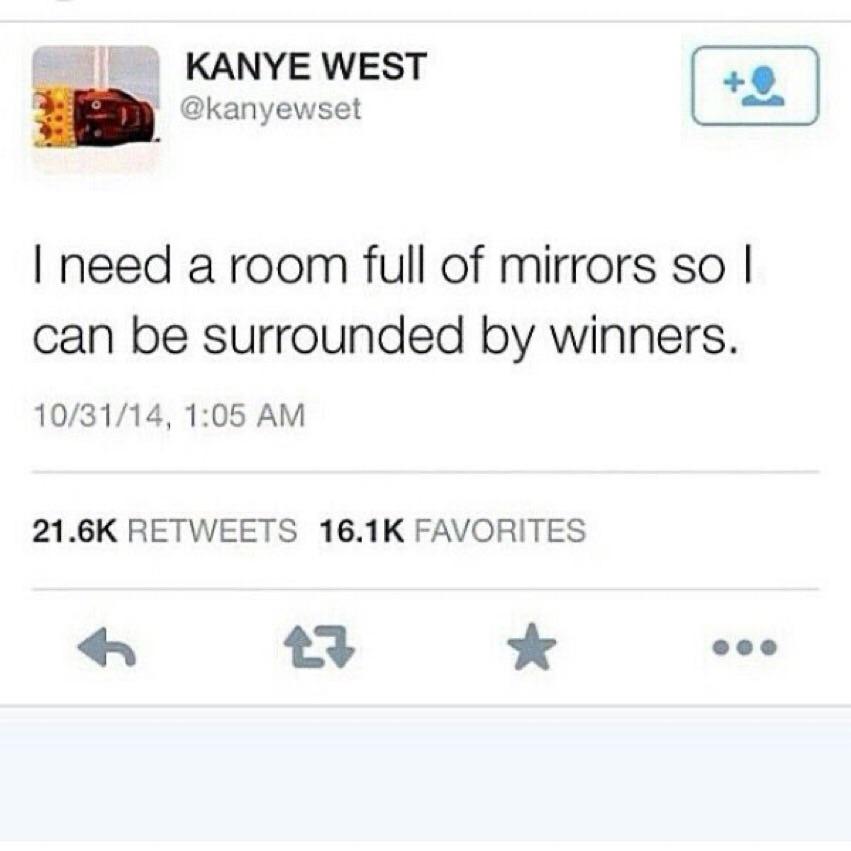 KANYE WEST
@kanyewset
I need a room full of mirrors so I
can be surrounded by winners.
10/31/14, 1:05 AM
21.6K RETWEETS 16.1K FAVORITES